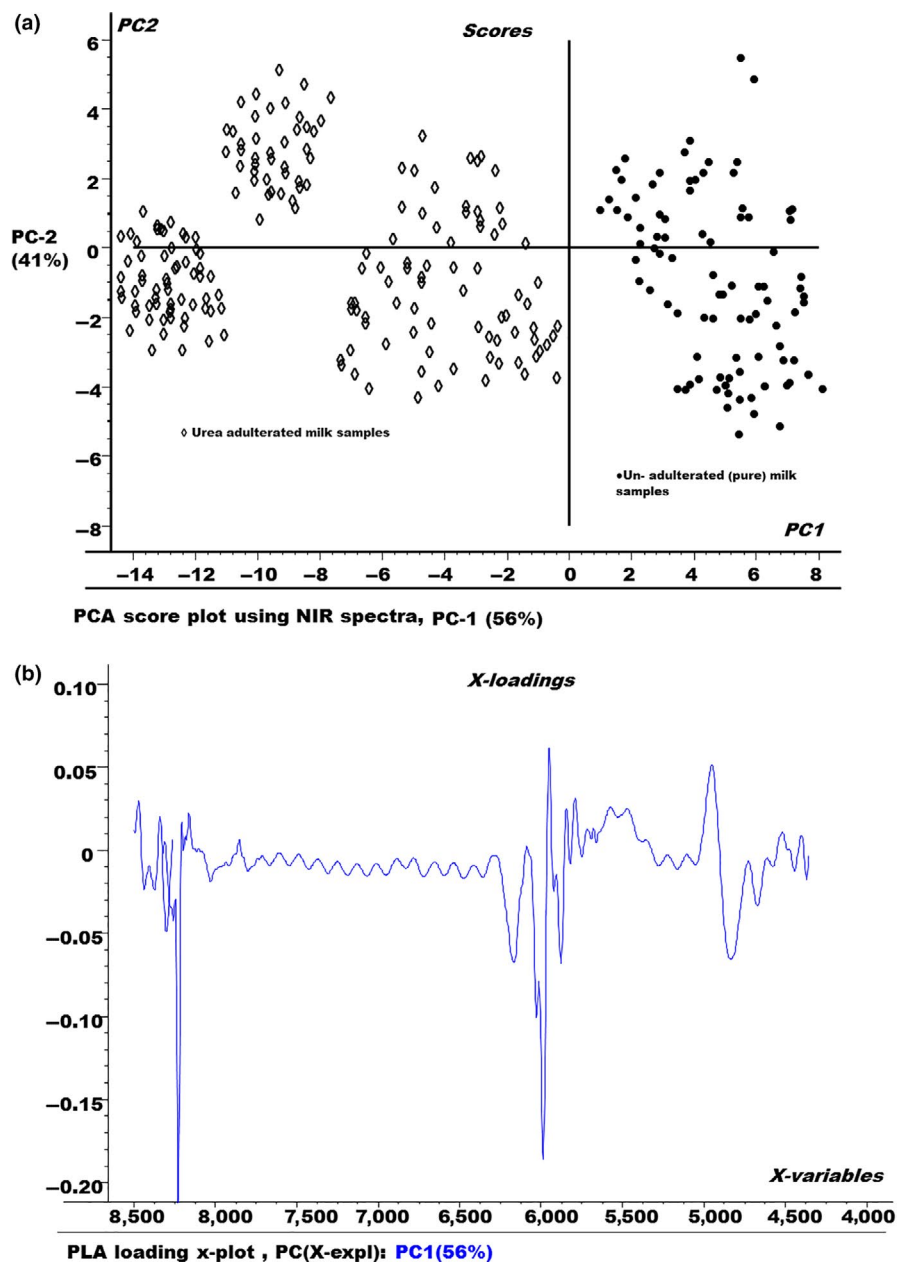 (a)
PC2
Scores
6
4
2
PC-2
(41%)
0
−2
−4
◊ Urea adulterated milk samples
−6
•Un- adulterated (pure) milk
samples
−8
PC1
−14 −12 −10 −8 −6 −4 −2 0 2 4 6 8
PCA score plot using NIR spectra, PC-1 (56%)
(b)
X-loadings
0.10
0.05
0
−0.05
−0.10
−0.15
−0.20
X-variables
8,500 8,000 7,500 7,000 6,500 6,000 5,500 5,000 4,500 4,000
PLA loading x-plot , PC(X-expl): PC1(56%)